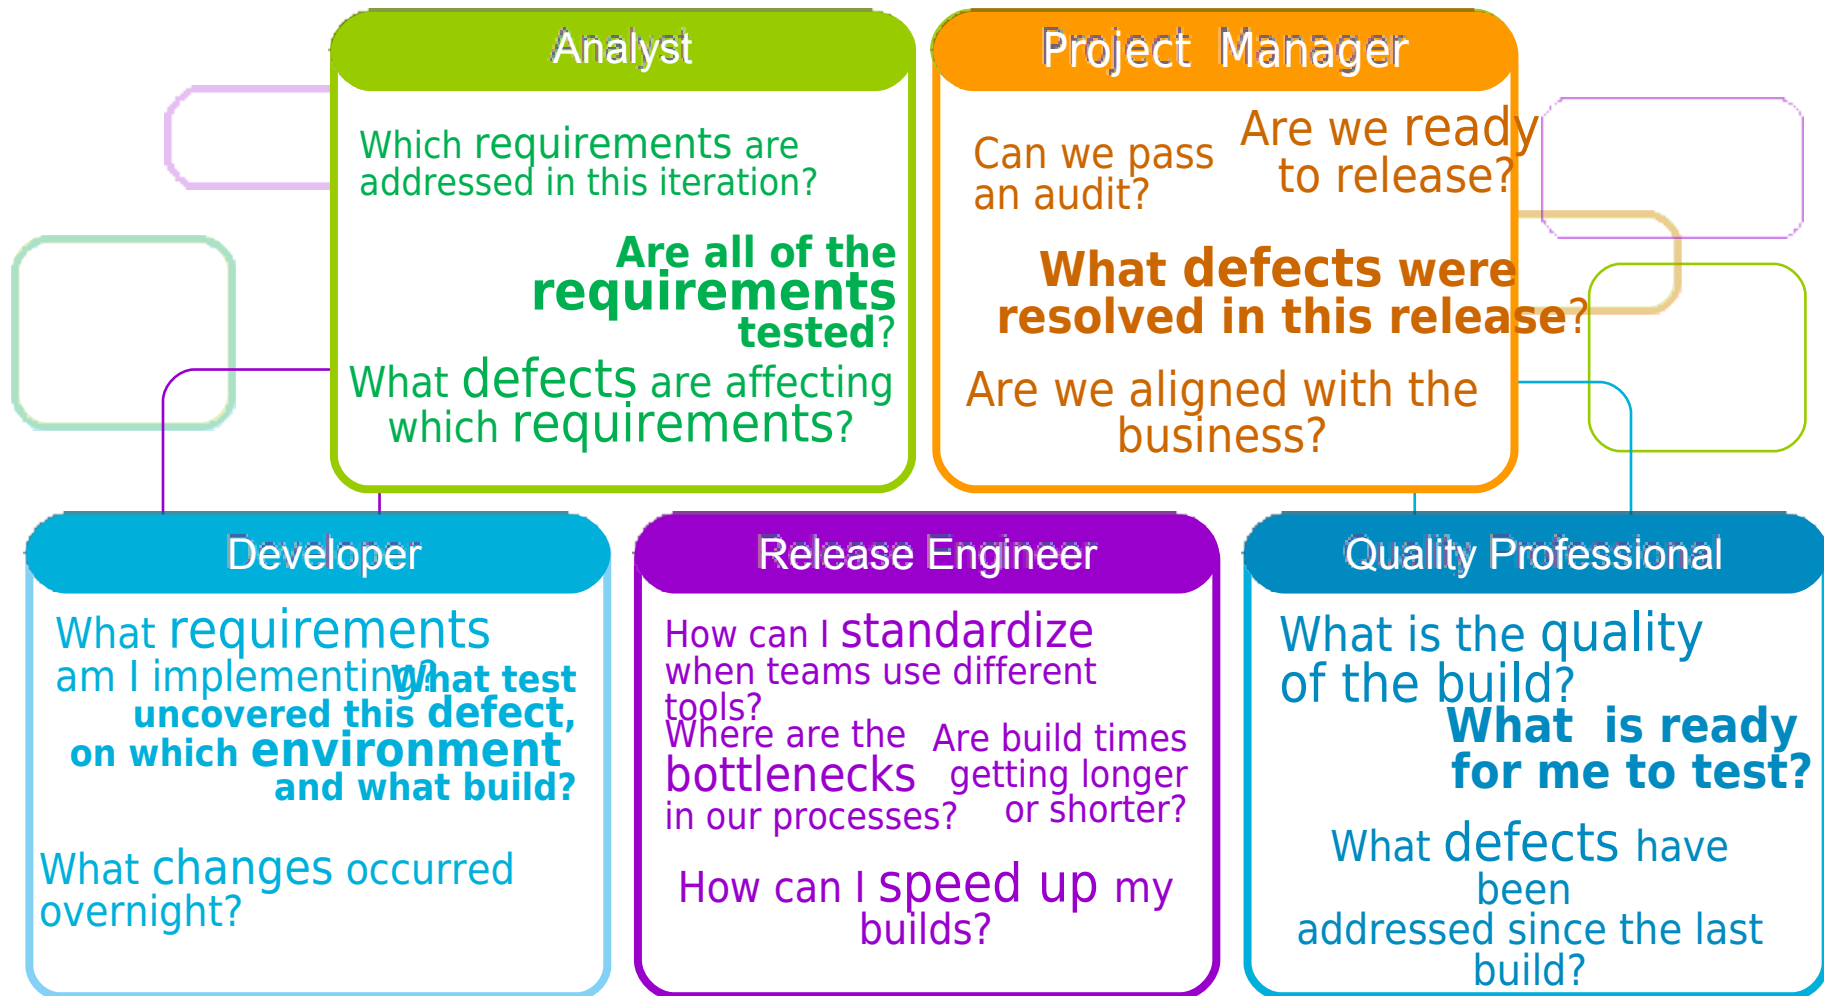 Analyst
Which requirements are
addressed in this iteration?
Are all of the
requirements
tested?
What defects are affecting
which requirements?
Project Manager
Can we pass
an audit?
Are we ready
to release?
What defects were
resolved in this release?
Are we aligned with the
business?
Developer
What requirements
am I implementing?
What test
uncovered this defect,
on which environment
and what build?
What changes occurred
overnight?
Release Engineer
How can I standardize
when teams use different
tools?
Where are the
bottlenecks
in our processes?
Are build times
getting longer
or shorter?
How can I speed up my
builds?
Quality Professional
What is the quality
of the build?
What is ready
for me to test?
What defects have
been
addressed since the last
build?